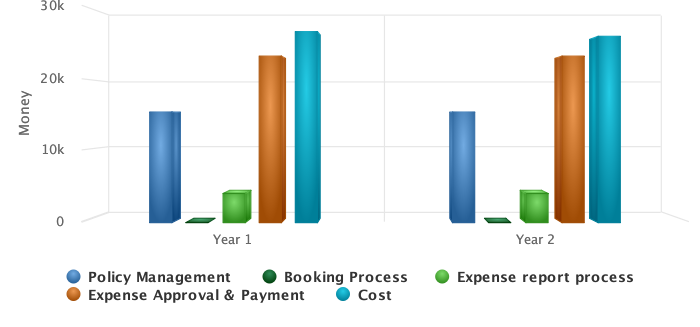 30k
20k
10k
0
Money
Year 1 Year 2
Policy Management Booking Process Expense report process
Expense Approval & Payment Cost